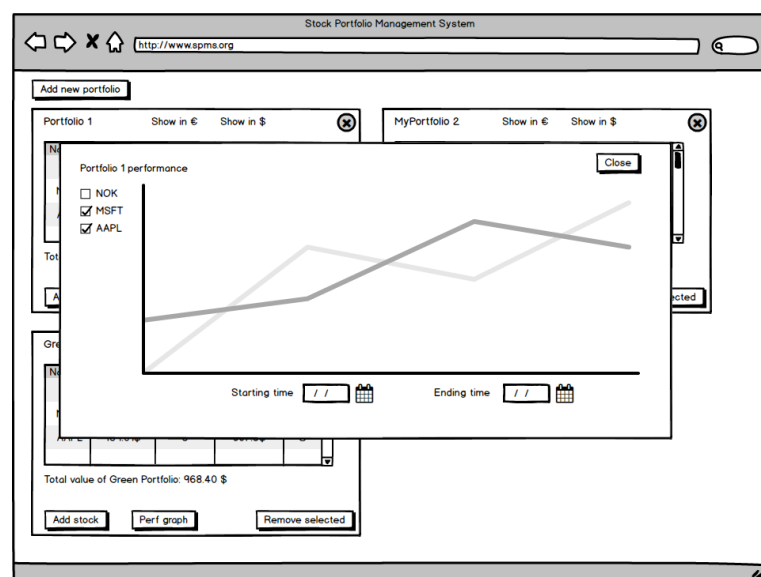 Stock Portfolio Management System
http://www.spms.org
Add new portfolio
Portfolio 1 Show in € Show in $
MyPortfolio 2 Show in € Show in $
Portfolio 1 performance
Close
NOK
MSFT
AAPL
Starting time / /
Ending time / /
Total value of Green Portfolio: 968.40 $
Add stock
Perf graph
Remove selected